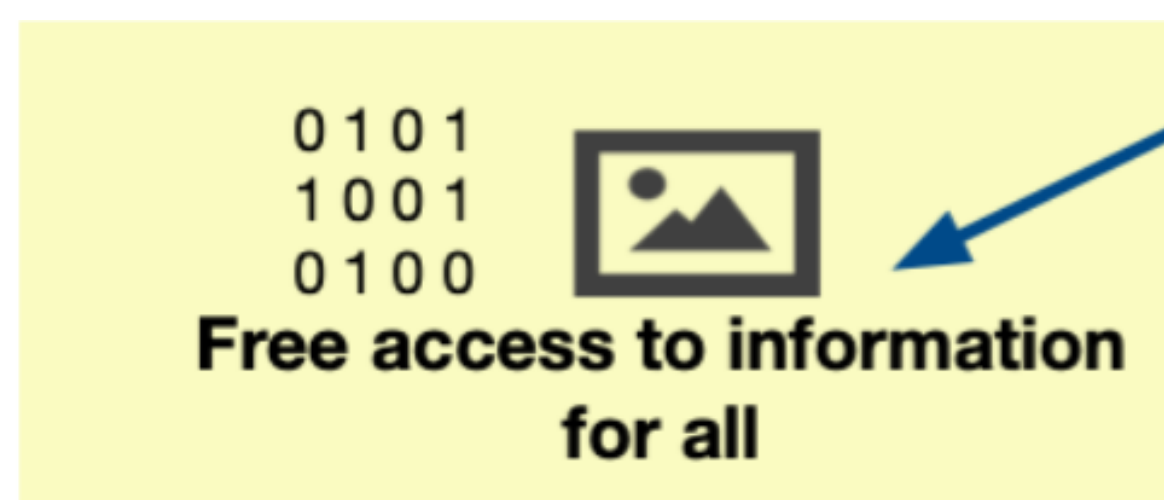 0 1 0 1
1 0 0 1
0 1 0 0
Free access to information
for all